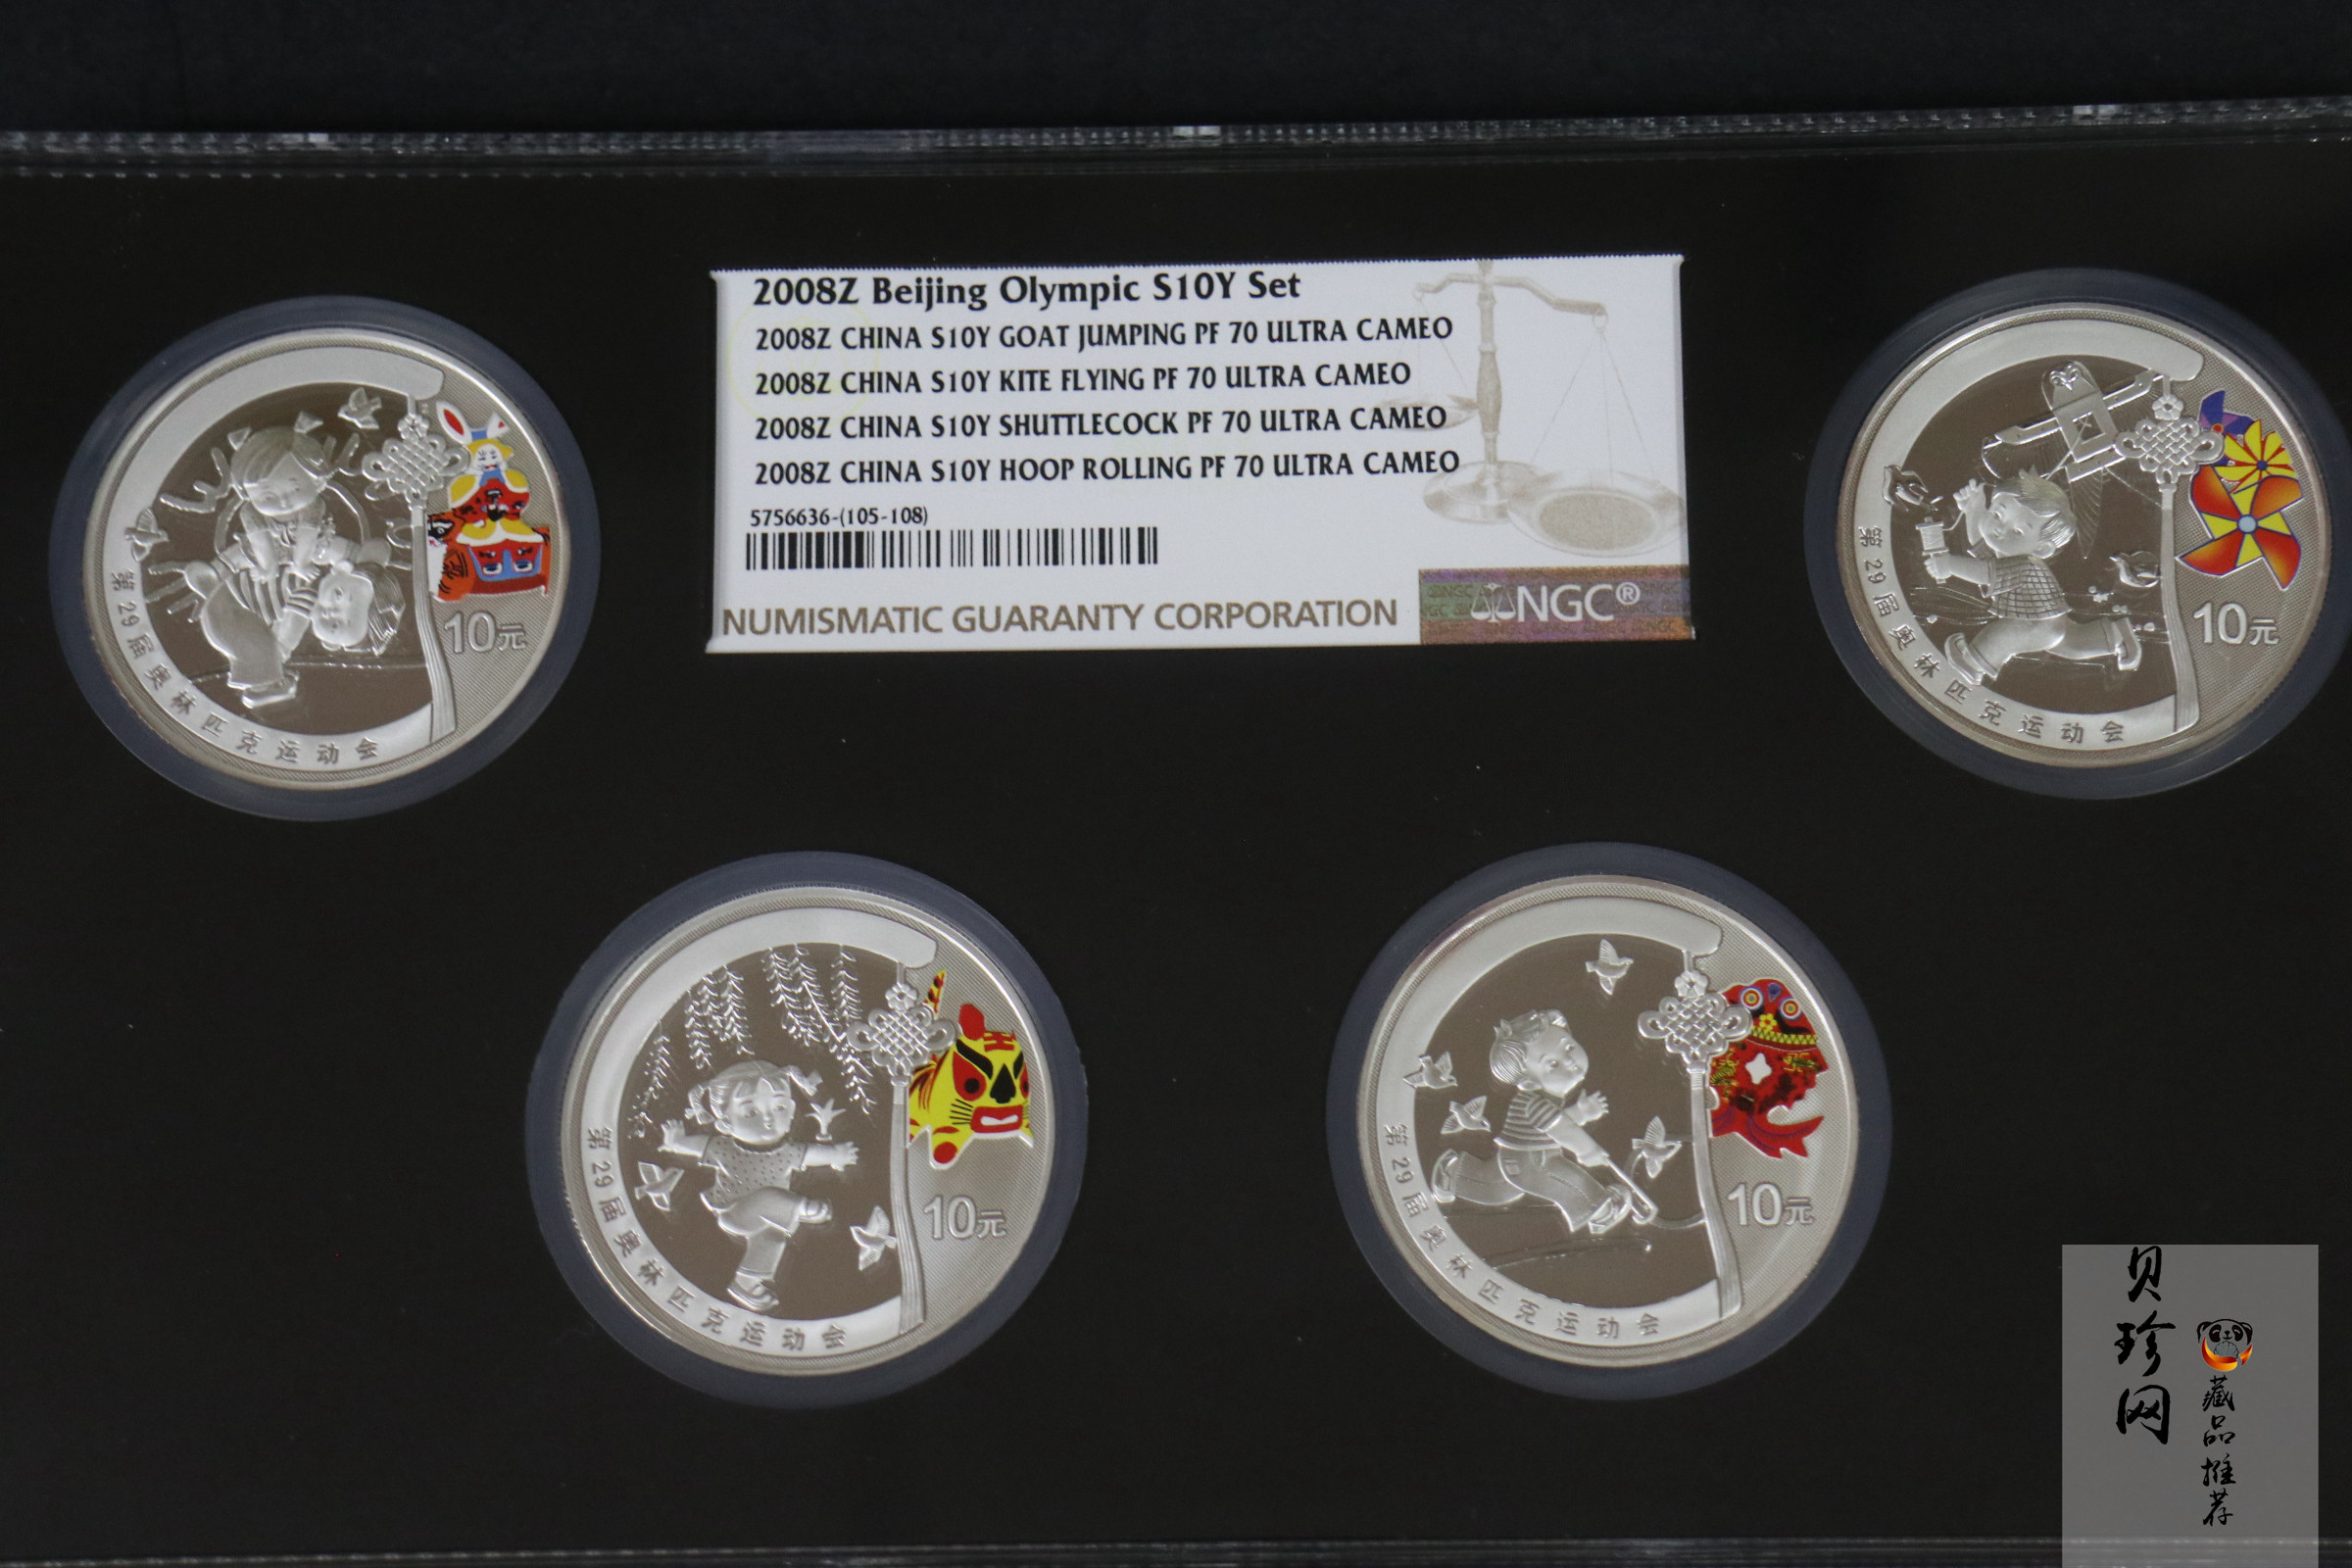 2008Z Beijing Olympic S10Y Set
2008Z CHINA S10Y GOAT JUMPING PF 70 ULTRA CAMEO
2008Z CHINA S10Y KITE FLYING PF 70 ULTRA CAMEO
2008Z CHINA S10Y SHUTTLECOCK PF 70 ULTRA CAMEO
2008Z CHINA S10Y HOOP ROLLING PF 70 ULTRA CAMEO
5756636-(105-108)
NUMISMATIC GUARANTY CORPORATION
NGC®
10元
第29届奥林匹克运动会
10元
第29届奥林匹克运动会
10元
第29届奥林匹克运动会
10元
第29届奥林匹克运动会
贝珍网
藏品推荐